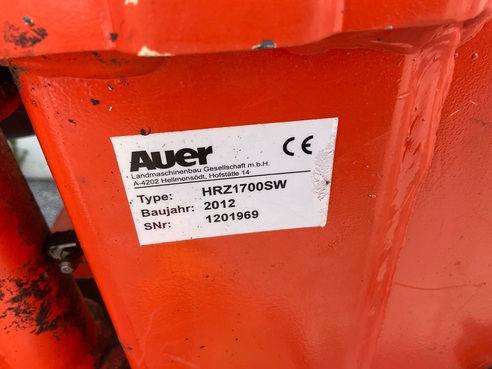 Auer CE
Landmaschinenbau Gesellschaft m.b.H.
A-4202 Hellmonsödt, Hofstätte 14
Type: HRZ1700SW
Baujahr: 2012
SNr: 1201969